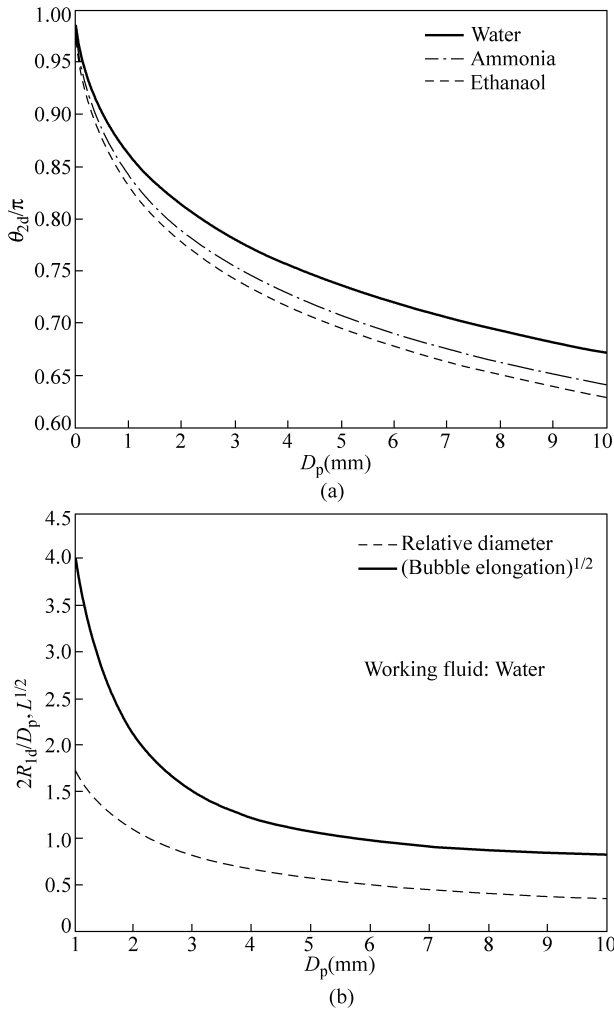 1.00
Water
Ammonia
Ethanaol
0.95
0.90
0.85
0.80
0.75
0.70
0.65
0.60
θ2d/π
0 1 2 3 4 5 6 7 8 9 10
Dp(mm)
(a)
4.5
Relative diameter
(Bubble elongation)1/2
4.0
3.5
3.0
Working fluid: Water
2.5
2.0
1.5
1.0
0.5
0
2R1d/Dp, L1/2
1 2 3 4 5 6 7 8 9 10
Dp(mm)
(b)